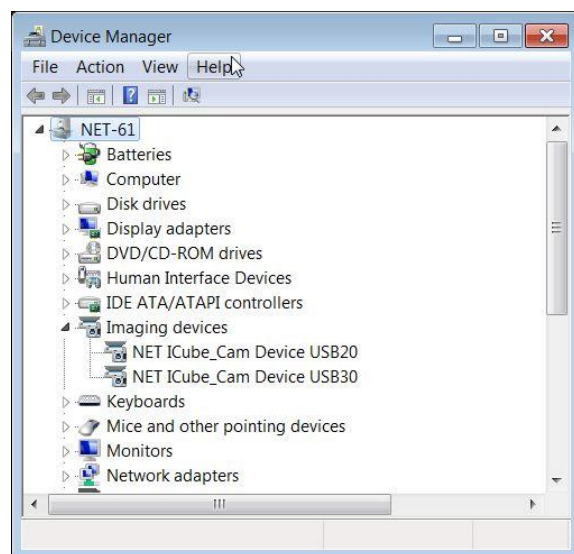 Device Manager
File Action View Help
NET-61
Batteries
Computer
Disk drives
Display adapters
DVD/CD-ROM drives
Human Interface Devices
IDE ATA/ATAPI controllers
Imaging devices
NET ICube_Cam Device USB20
NET ICube_Cam Device USB30
Keyboards
Mice and other pointing devices
Monitors
Network adapters